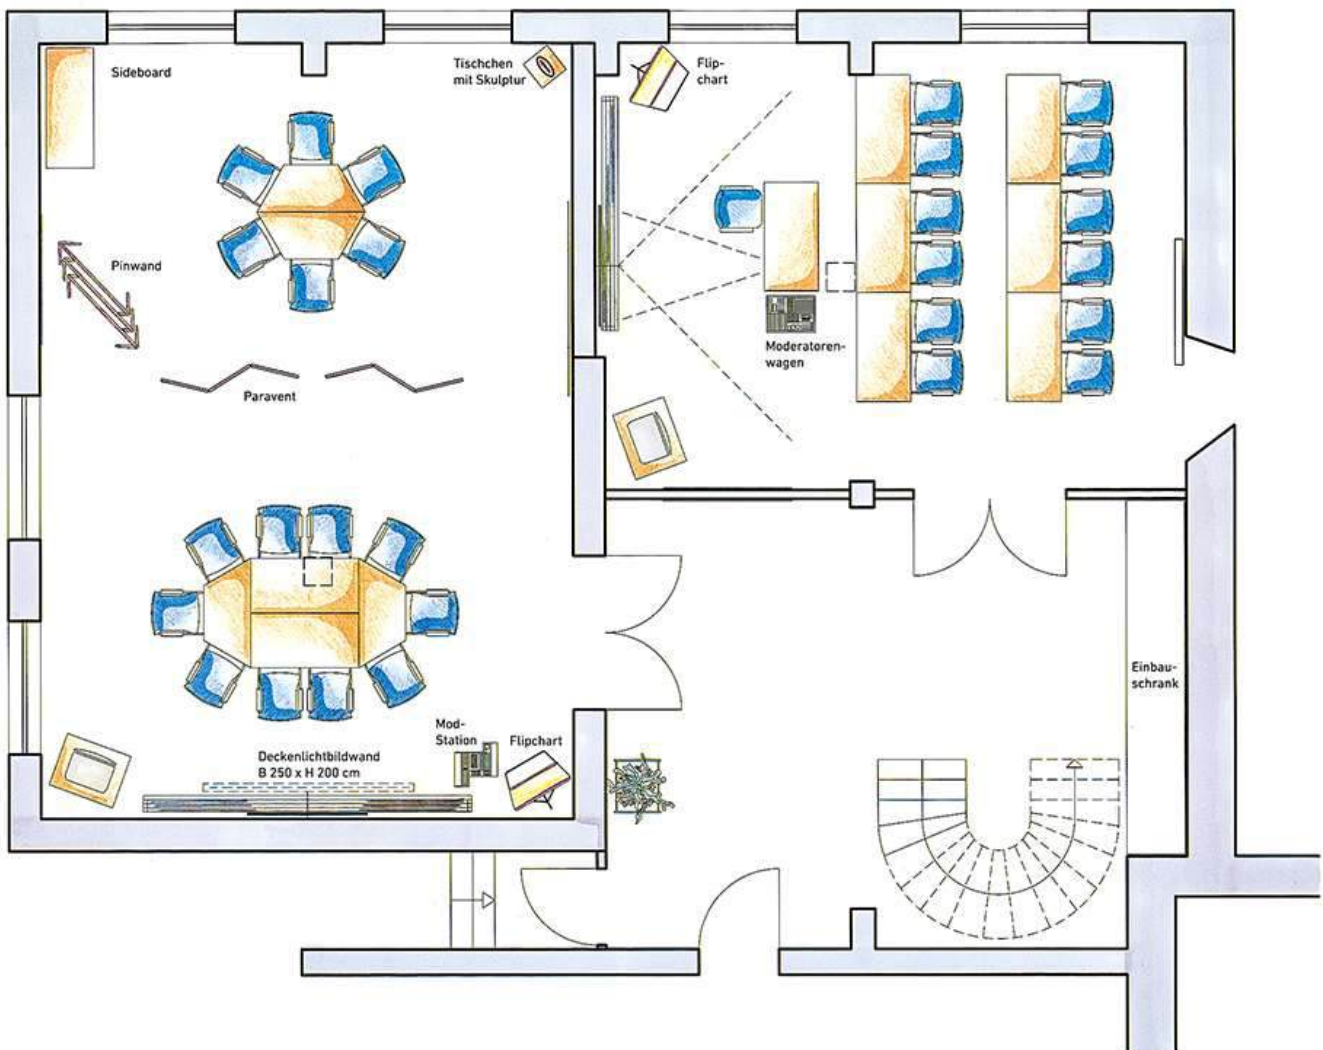 Sideboard
Tischchen
mit Skulptur
Flip-
chart
Pinwand
Paravent
Moderatoren-
wagen
Einbau-
schrank
Mod-
Station
Flipchart
Deckenlichtbildwand
B 250 x H 200 cm